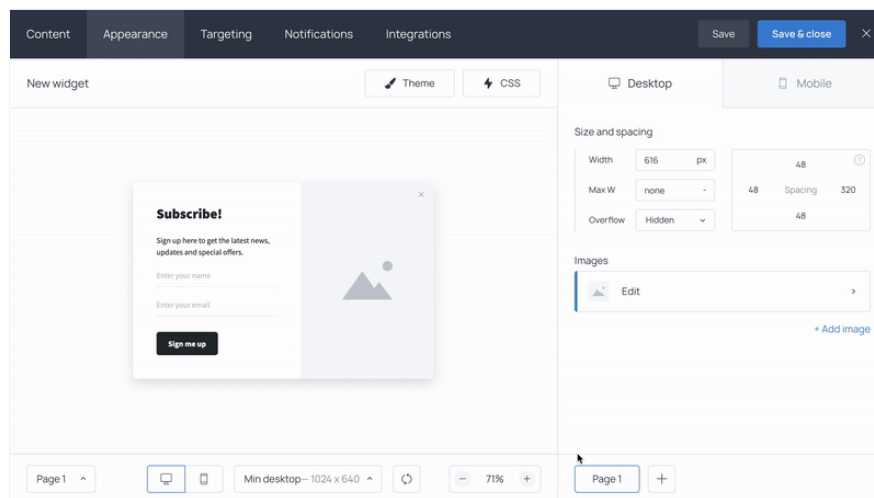 Content Appearance Targeting Notifications Integrations Save Save & close
New widget Theme CSS Desktop Mobile
Size and spacing
Width 616 px
Max W none -
Overflow Hidden
48
48 Spacing 320
48
?
Subscribe!
Sign up here to get the latest news,
updates and special offers.
Enter your name
Enter your email
Sign me up
Images
Edit
+ Add image
Page 1 Min desktop – 1024 x 640 71% Page 1